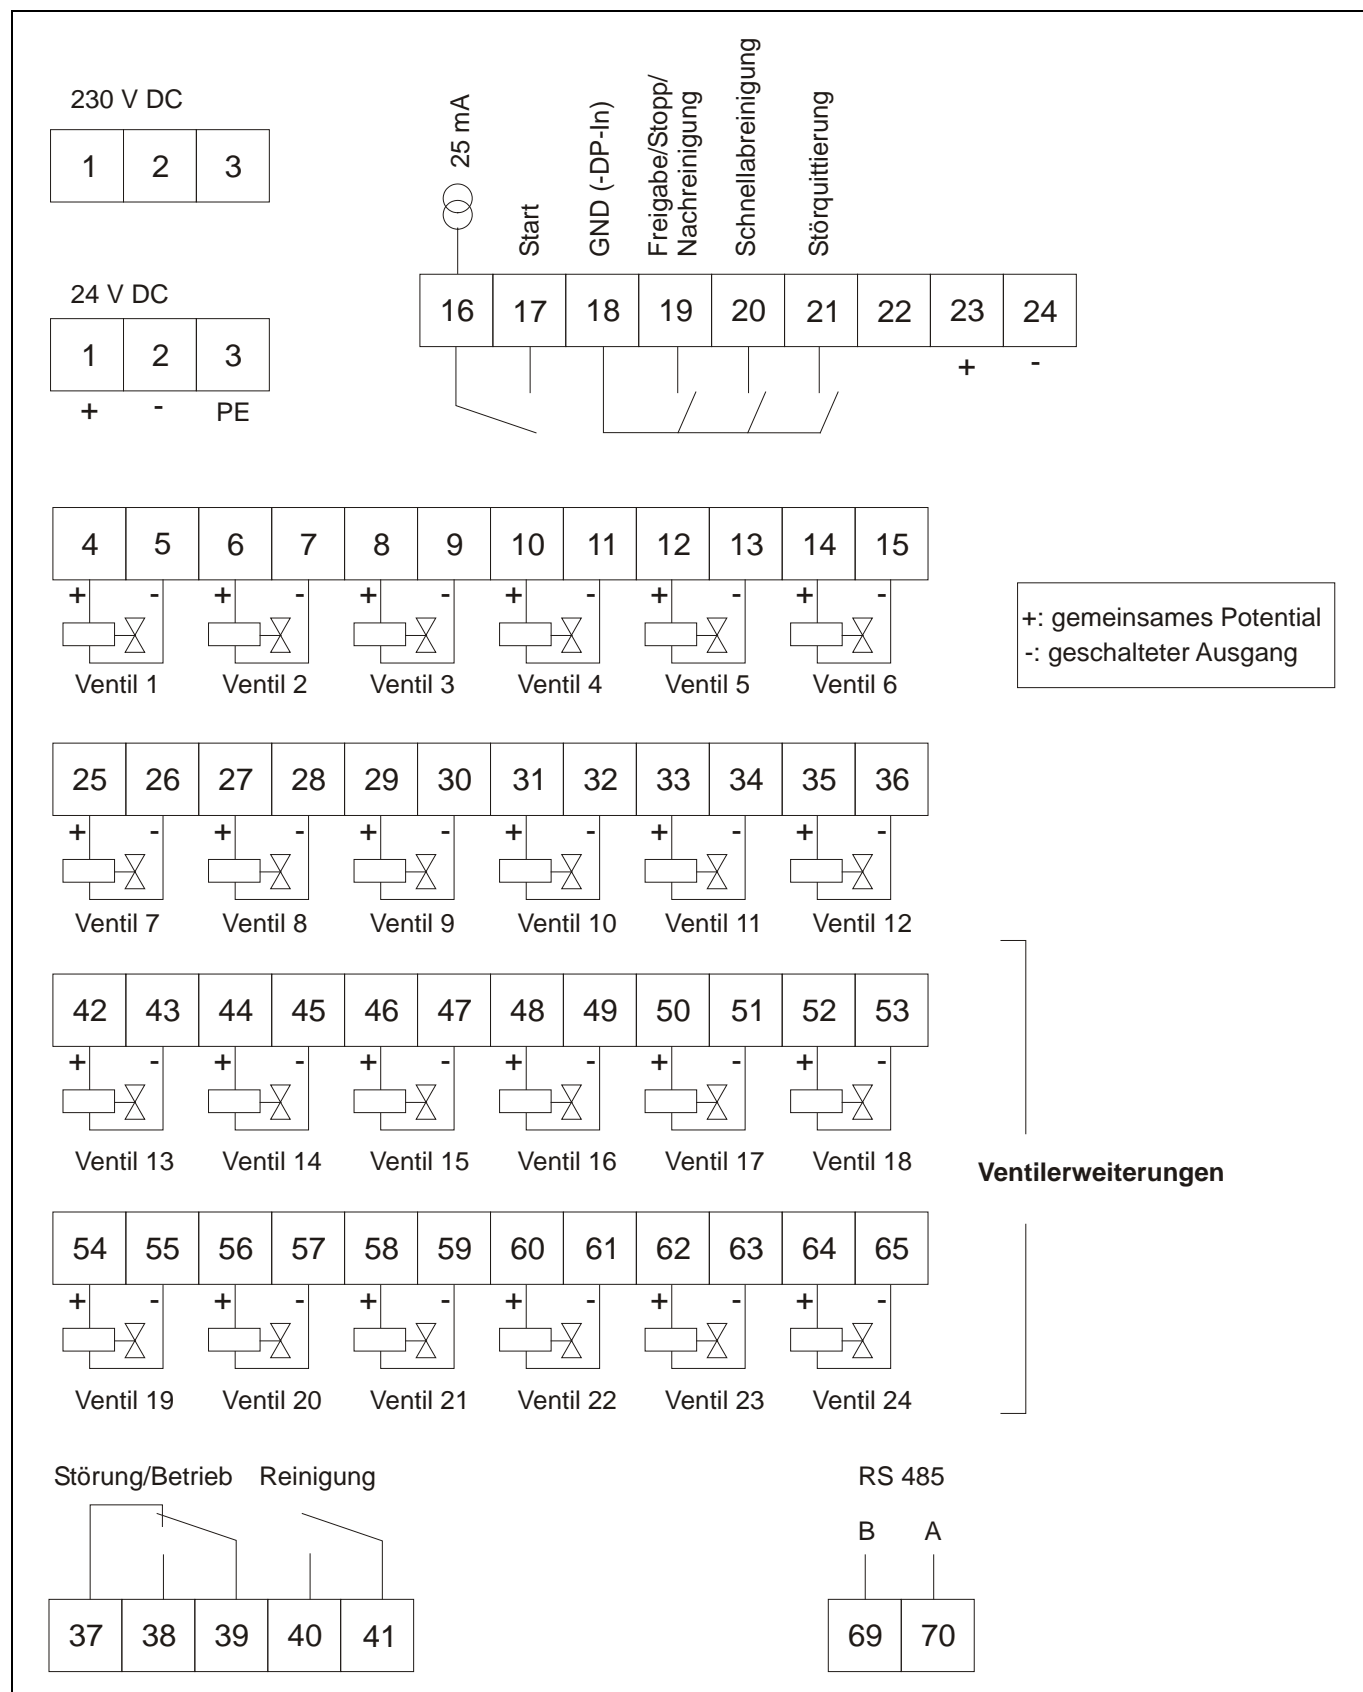 230 V DC
1 2 3
24 V DC
1 2 3
+ - PE
25 mA
Start
GND (-DP-In)
Freigabe/Stopp/
Nachreinigung
Schnellabreinigung
Störquittierung
16 17 18 19 20 21 22 23 24
+ -
4 5 6 7 8 9 10 11 12 13 14 15
+ - + - + - + - + - + -
Ventil 1 Ventil 2 Ventil 3 Ventil 4 Ventil 5 Ventil 6
+: gemeinsames Potential
-: geschalteter Ausgang
25 26 27 28 29 30 31 32 33 34 35 36
+ - + - + - + - + - + -
Ventil 7 Ventil 8 Ventil 9 Ventil 10 Ventil 11 Ventil 12
42 43 44 45 46 47 48 49 50 51 52 53
+ - + - + - + - + - + -
Ventil 13 Ventil 14 Ventil 15 Ventil 16 Ventil 17 Ventil 18
Ventilerweiterungen
54 55 56 57 58 59 60 61 62 63 64 65
+ - + - + - + - + - + -
Ventil 19 Ventil 20 Ventil 21 Ventil 22 Ventil 23 Ventil 24
Störung/Betrieb Reinigung
37 38 39 40 41
RS 485
B A
69 70